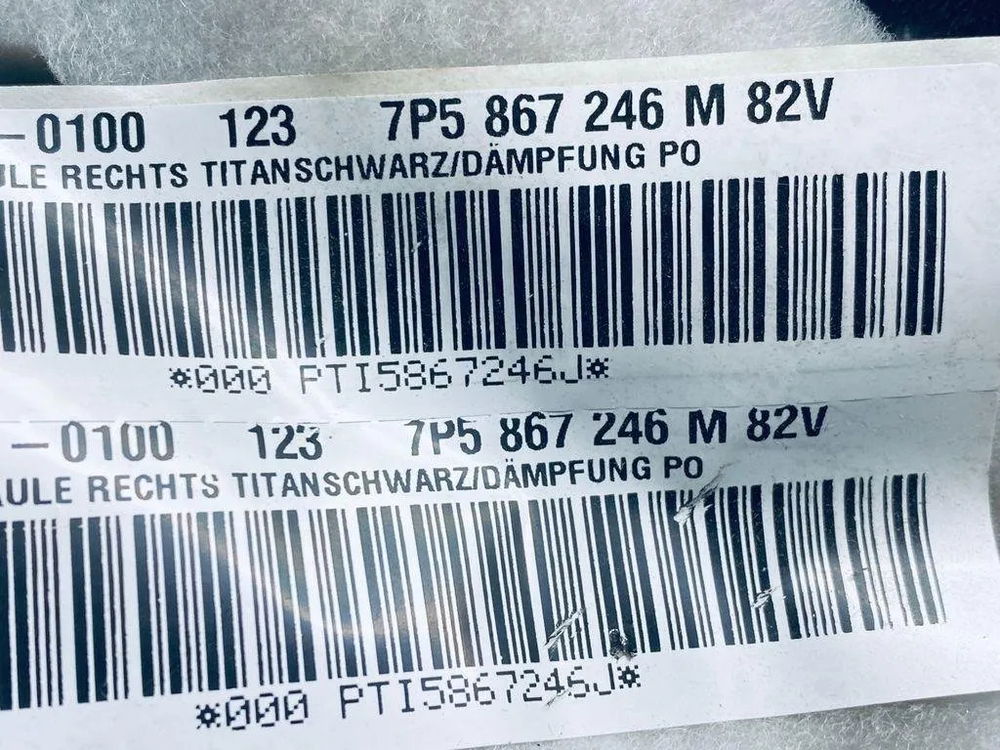 –0100 123 7P5 867 246 M 82V
ULE RECHTS TITANSCHWARZ/DÄMPFUNG PO
*000 PTI5867246J*
–0100 123 7P5 867 246 M 82V
AULE RECHTS TITANSCHWARZ/DÄMPFUNG PO
*000 PTI5867246J*